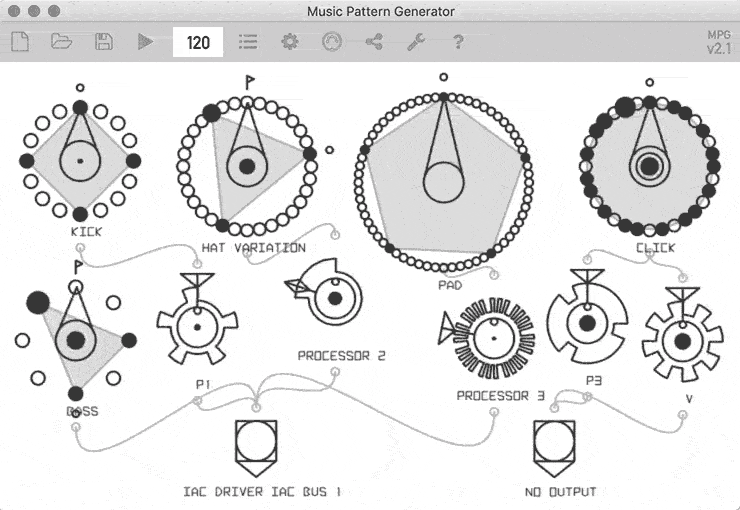 Music Pattern Generator
120
?
MPG
v2.1
KICK
HAT VARIATION
PAD
CLICK
BASS
P1
PROCESSOR 2
PROCESSOR 3
P3
V
IAC DRIVER IAC BUS 1
NO OUTPUT